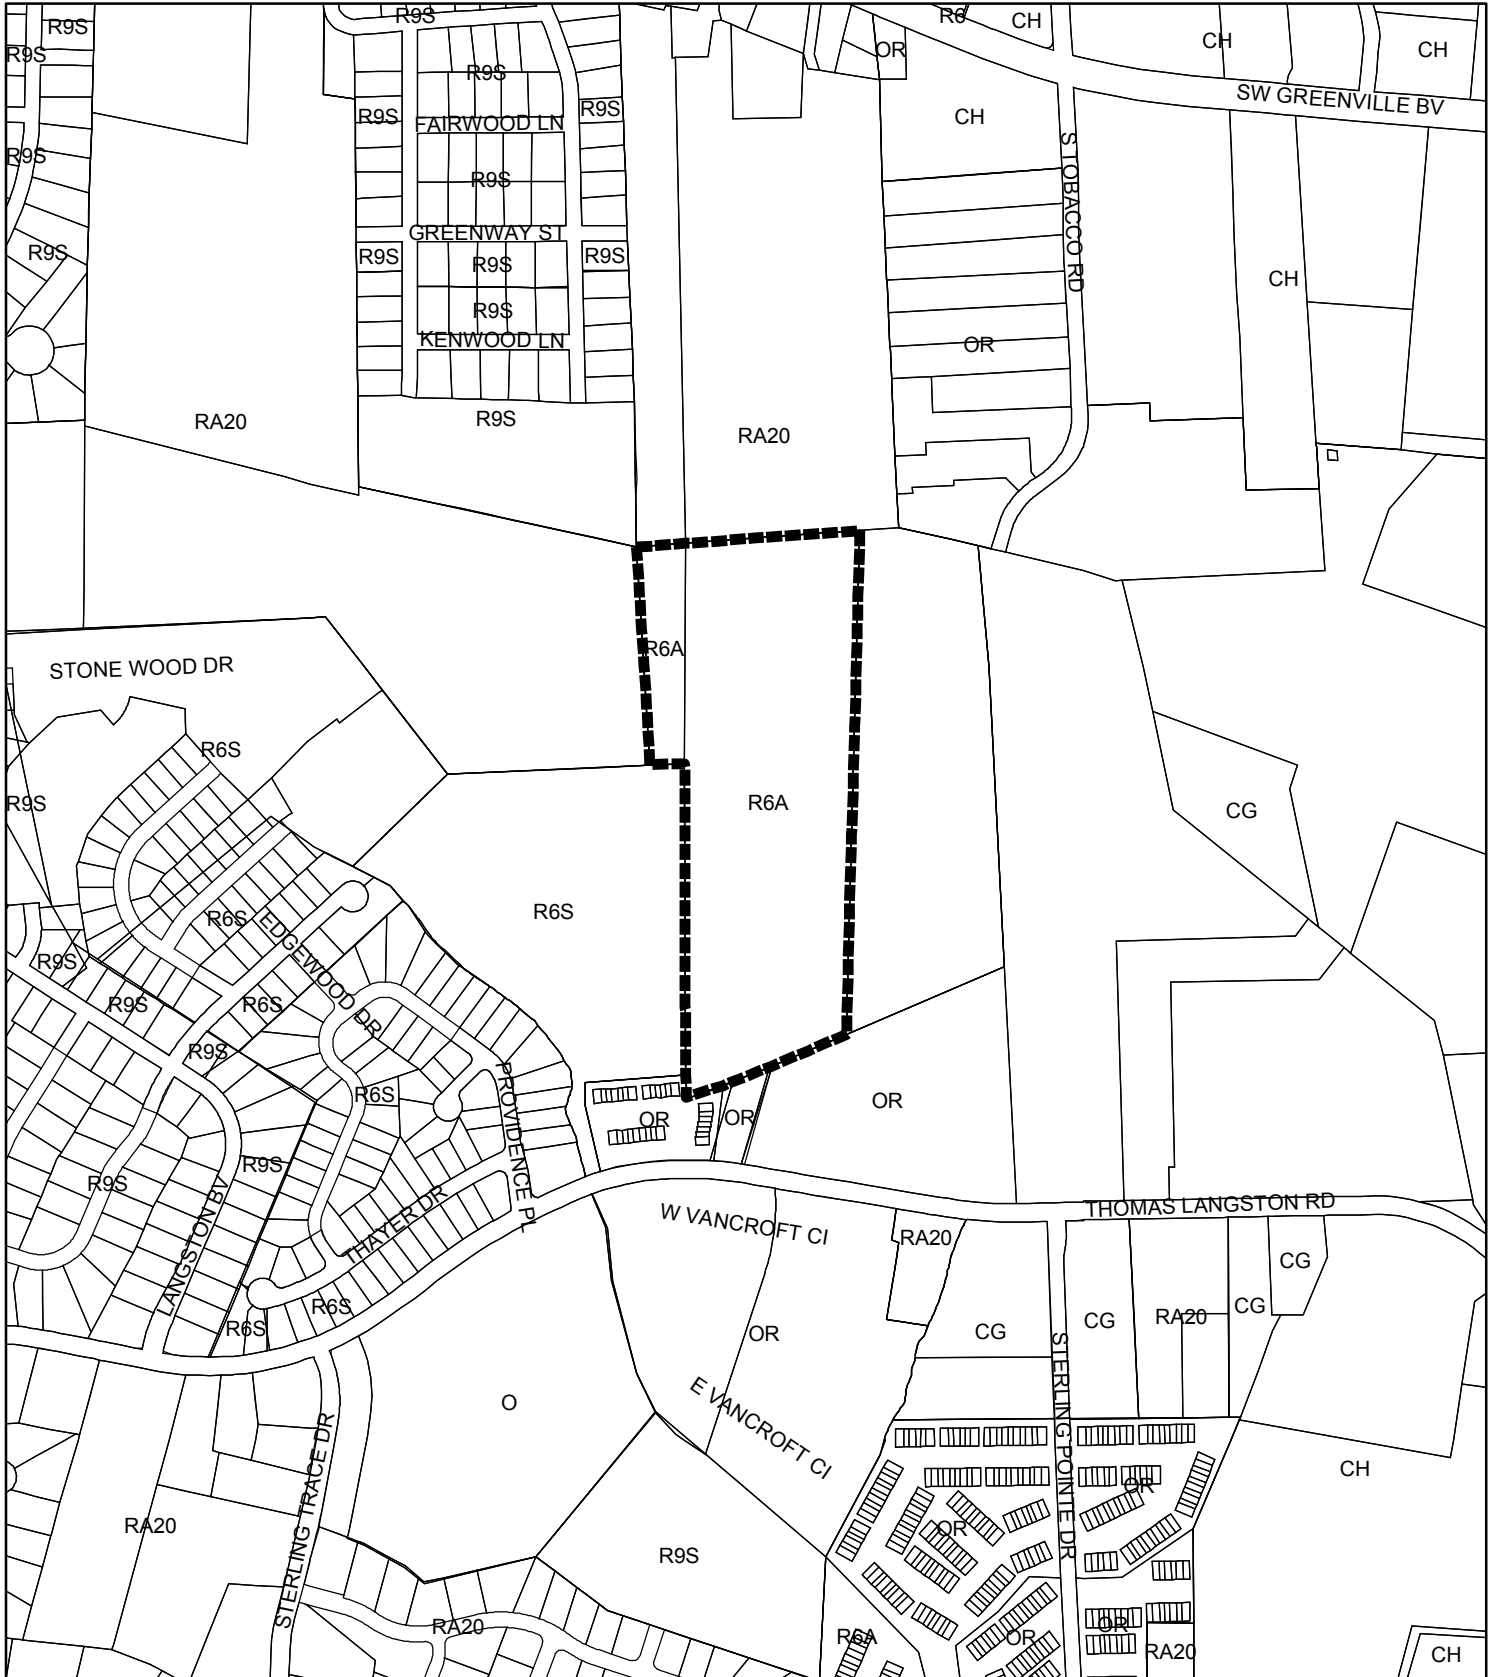 R9S
R9S
R6
CH
CH
CH
R9S
OR
R9S
SW GREENVILLE BV
R9S
R9S
FAIRWOOD LN
CH
R9S
R9S
S TOBACCO RD
GREENWAY ST
R9S
R9S
R9S
R9S
CH
R9S
KENWOOD LN
OR
RA20
R9S
RA20
R6A
STONE WOOD DR
R6S
R9S
R6A
CG
R6S
R6S
EDGEWOOD DR
R9S
R9S
R6S
R9S
PROVIDENCE PL
R6S
OR
OR
OR
R9S
R9S
LANGSTON BV
THAYER DR
THOMAS LANGSTON RD
W VANCROFT CI
RA20
CG
R6S
R6S
CG
RA20
CG
CG
OR
STERLING POINTE DR
O
E VANCROFT CI
STERLING TRACE DR
CH
OR
RA20
OR
R9S
RA20
R6A
OR
OR
RA20
CH